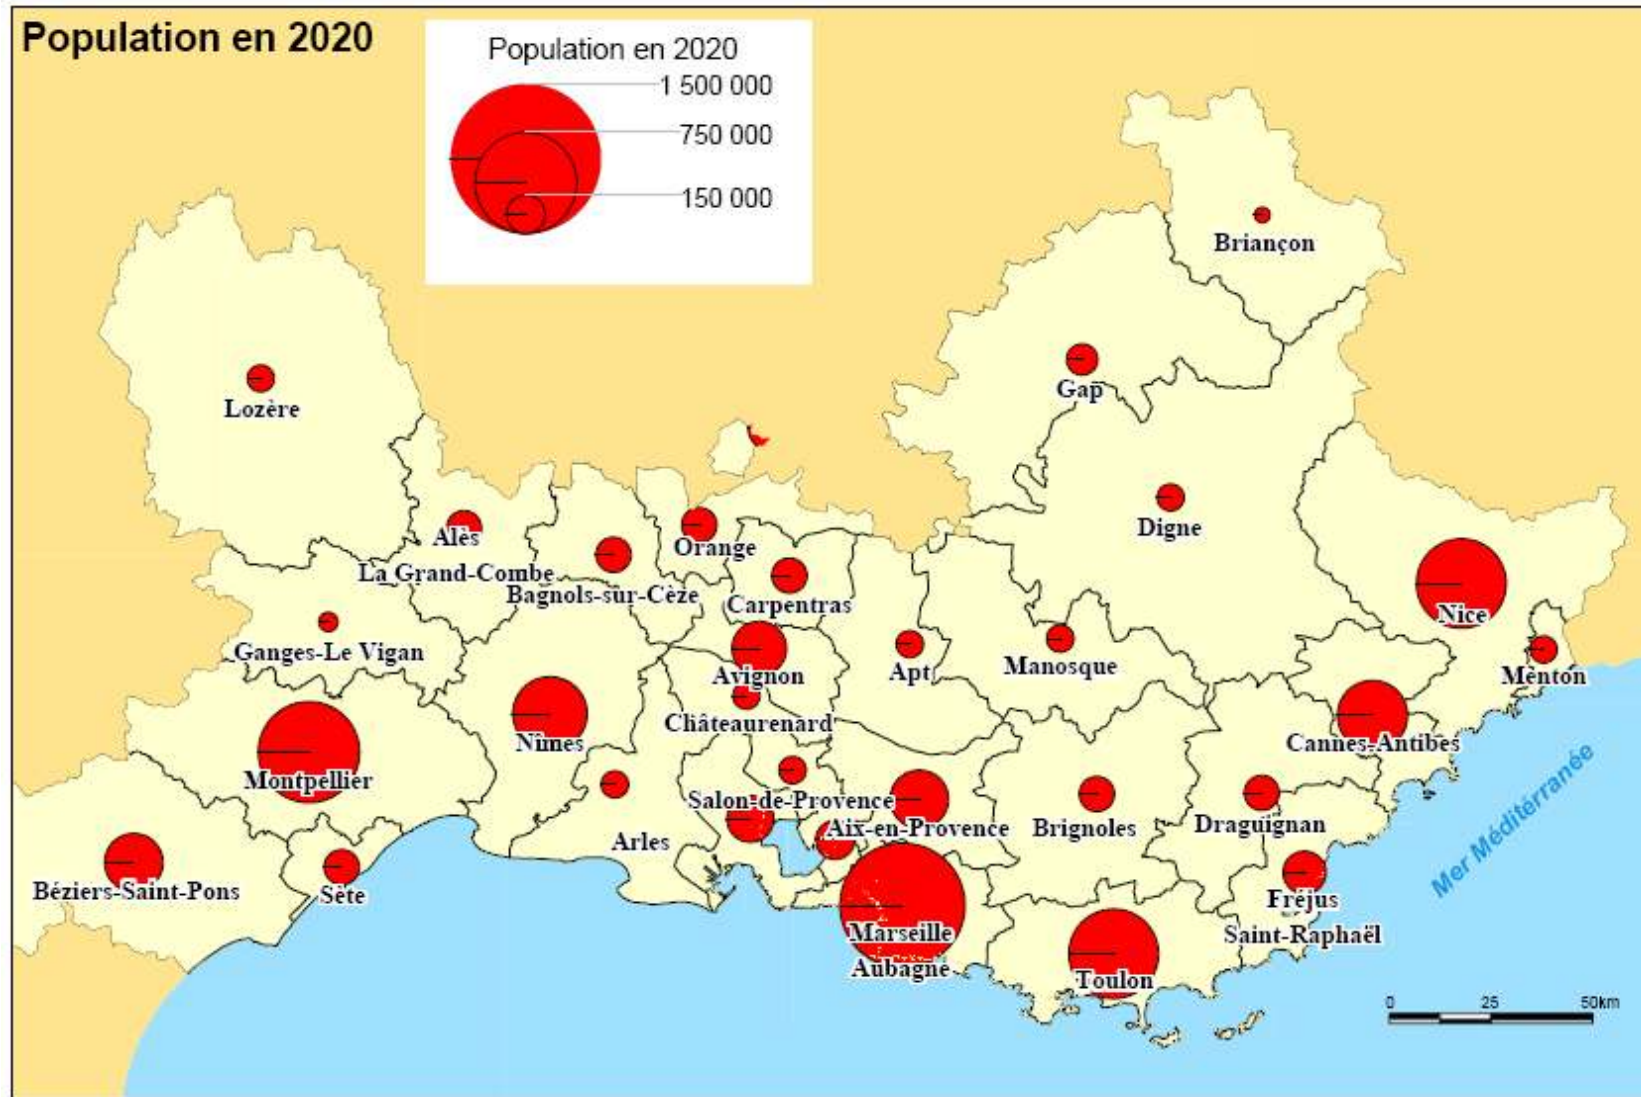 Population en 2020
Population en 2020
1 500 000
750 000
150 000
Briançon
Gap
Lozère
Digne
Alès
Orange
La Grand-Combe
Bagnols-sur-Cèze
Carpentras
Nice
Ganges-Le Vigan
Avignon
Apt
Manosque
Menton
Châteaurenard
Nîmes
Cannes-Antibes
Montpellier
Salon-de-Provence
Aix-en-Provence
Brignoles
Draguignan
Arles
Mer Méditérranée
Béziers-Saint-Pons
Sète
Fréjus
Saint-Raphaël
Marseille
Aubagne
Toulon
0 25 50km